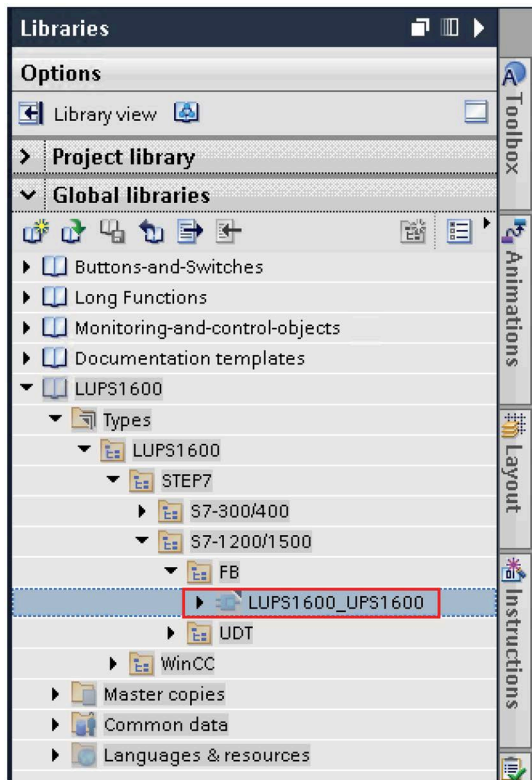 Libraries
Options
Library view
Project library
Global libraries
Buttons-and-Switches
Long Functions
Monitoring-and-control-objects
Documentation templates
LUPS1600
Types
LUPS1600
STEP7
S7-300/400
S7-1200/1500
FB
LUPS1600_UPS1600
UDT
WinCC
Master copies
Common data
Languages & resources
Toolbox
Animations
Layout
Instructions